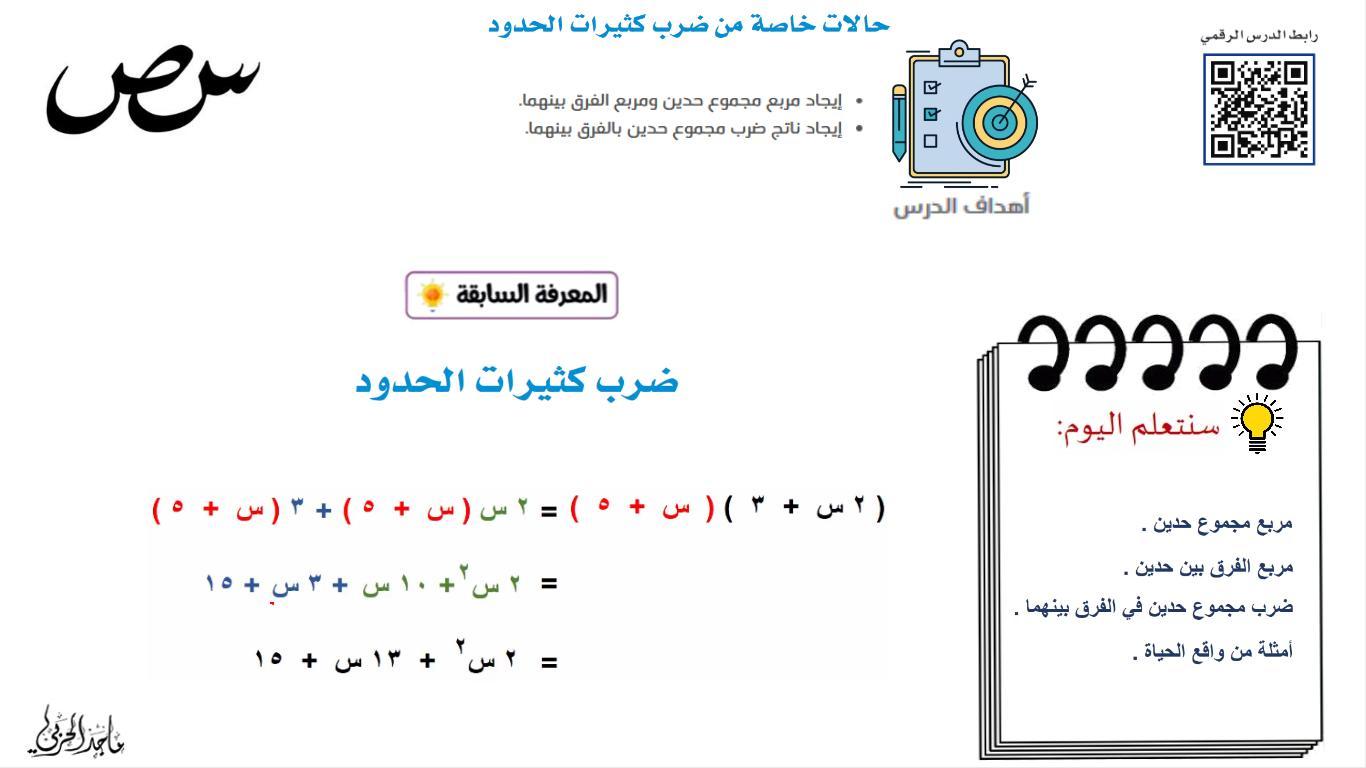 حالات خاصة من ضرب كثيرات الحدود
رابط الدرس الرقمي
س ص
• إيجاد مربع مجموع حدين ومربع الفرق بينهما.
• إيجاد ناتج ضرب مجموع حدين بالفرق بينهما.
أهداف الدرس
المعرفة السابقة
ضرب كثيرات الحدود
( ٢ س + ٣ ) ( س + ٥ ) = ٢ س ( س + ٥ ) + ٣ ( س + ٥ )
= ٢ س٢ + ١٠ س + ٣ س + ١٥
= ٢ س٢ + ١٣ س + ١٥
سنتعلم اليوم:
مربع مجموع حدين .
مربع الفرق بين حدين .
ضرب مجموع حدين في الفرق بينهما .
أمثلة من واقع الحياة .
ماجد الحربي